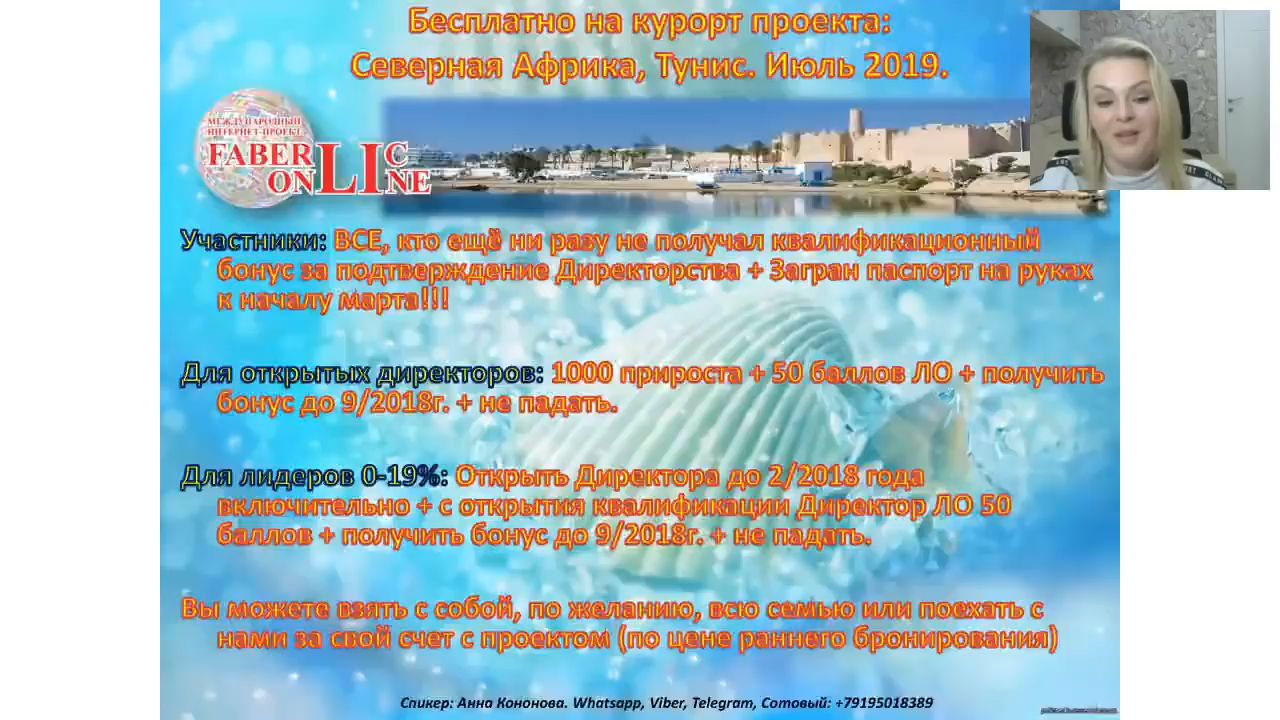 Бесплатно на курорт проекта:
Северная Африка, Тунис. Июль 2019.
МЕЖДУНАРОДНЫЙ
ИНТЕРНЕТ-ПРОЕКТ
FABERLIC
ONLINE
Участники: ВСЕ, кто ещё ни разу не получал квалификационный
бонус за подтверждение Директорства + Загран паспорт на руках
к началу марта!!!
Для открытых директоров: 1000 прироста + 50 баллов ЛО + получить
бонус до 9/2018г. + не падать.
Для лидеров 0-19%: Открыть Директора до 2/2018 года
включительно + с открытия квалификации Директор ЛО 50
баллов + получить бонус до 9/2018г. + не падать.
Вы можете взять с собой, по желанию, всю семью или поехать с
нами за свой счет с проектом (по цене раннего бронирования)
Спикер: Анна Кононова. Whatsapp, Viber, Telegram, Сотовый: +79195018389